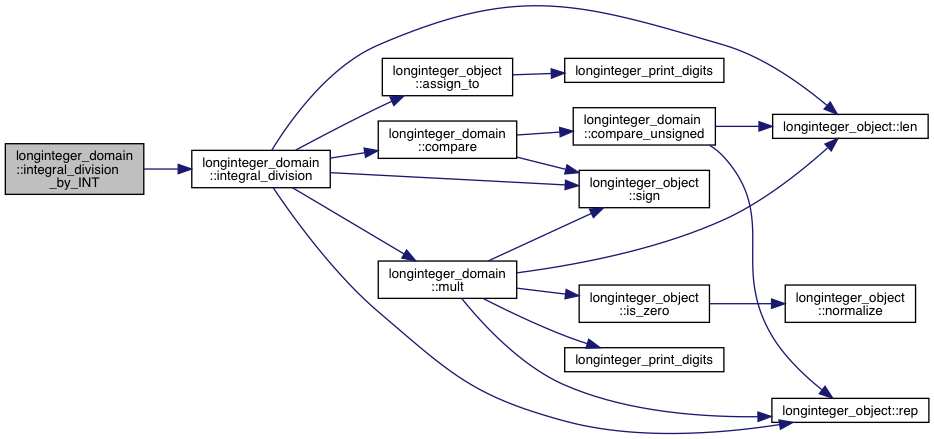 longinteger_domain
::integral_division
_by_INT
longinteger_domain
::integral_division
longinteger_object
::assign_to
longinteger_print_digits
longinteger_domain
::compare
longinteger_domain
::compare_unsigned
longinteger_object::len
longinteger_object
::sign
longinteger_domain
::mult
longinteger_object
::is_zero
longinteger_object
::normalize
longinteger_print_digits
longinteger_object::rep